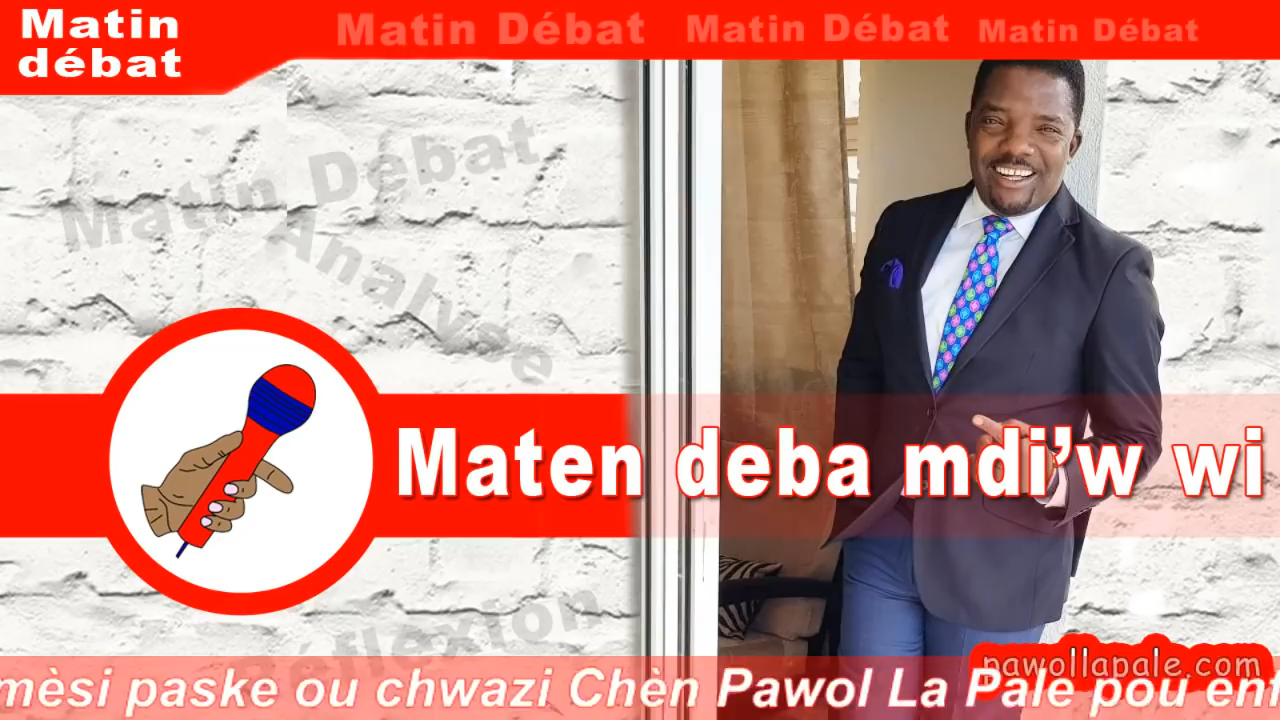 Matin
débat
Matin Débat Matin Débat Matin Débat
Matin Debat
Analyse
Réflexion
Maten deba mdi’w wi
pawollapale.com
mèsi paske ou chwazi Chèn Pawol La Pale pou